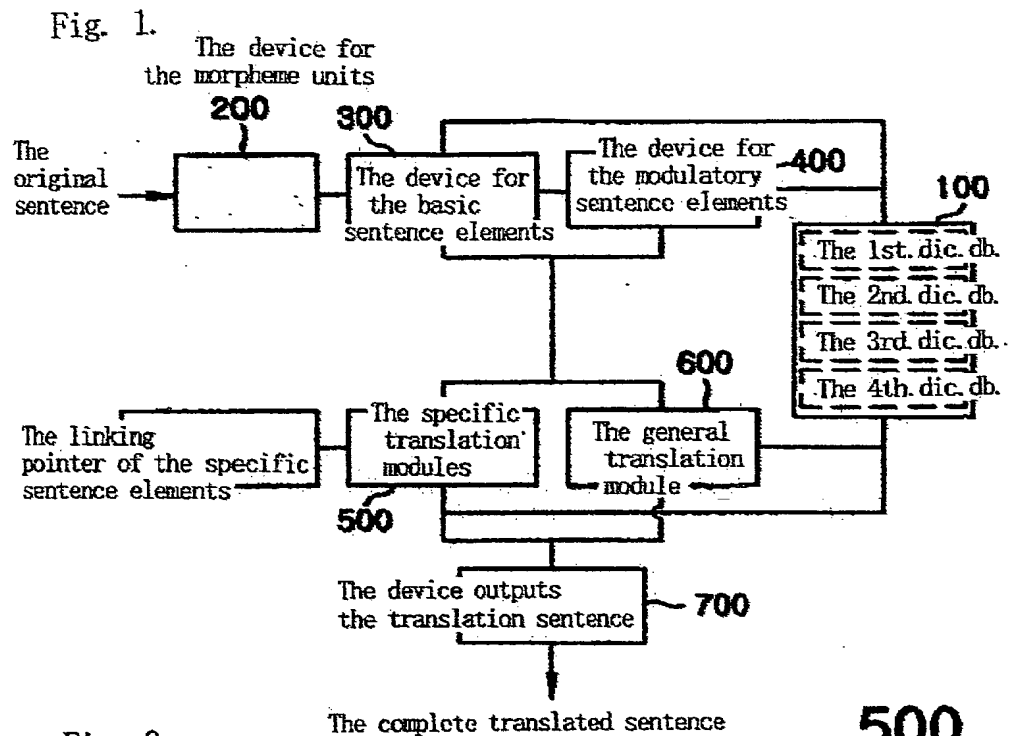 Fig. 1.
The device for
the morpheme units
200
300
The
original
sentence
The device for
the basic
sentence elements
The device for
the modulatory
sentence elements
400
100
The 1st. dic. db.
The 2nd. dic. db.
The 3rd. dic. db.
The 4th. dic. db.
600
The linking
pointer of the specific
sentence elements
The specific
translation
modules
500
The general
translation
module
The device outputs
the translation sentence
700
The complete translated sentence
500